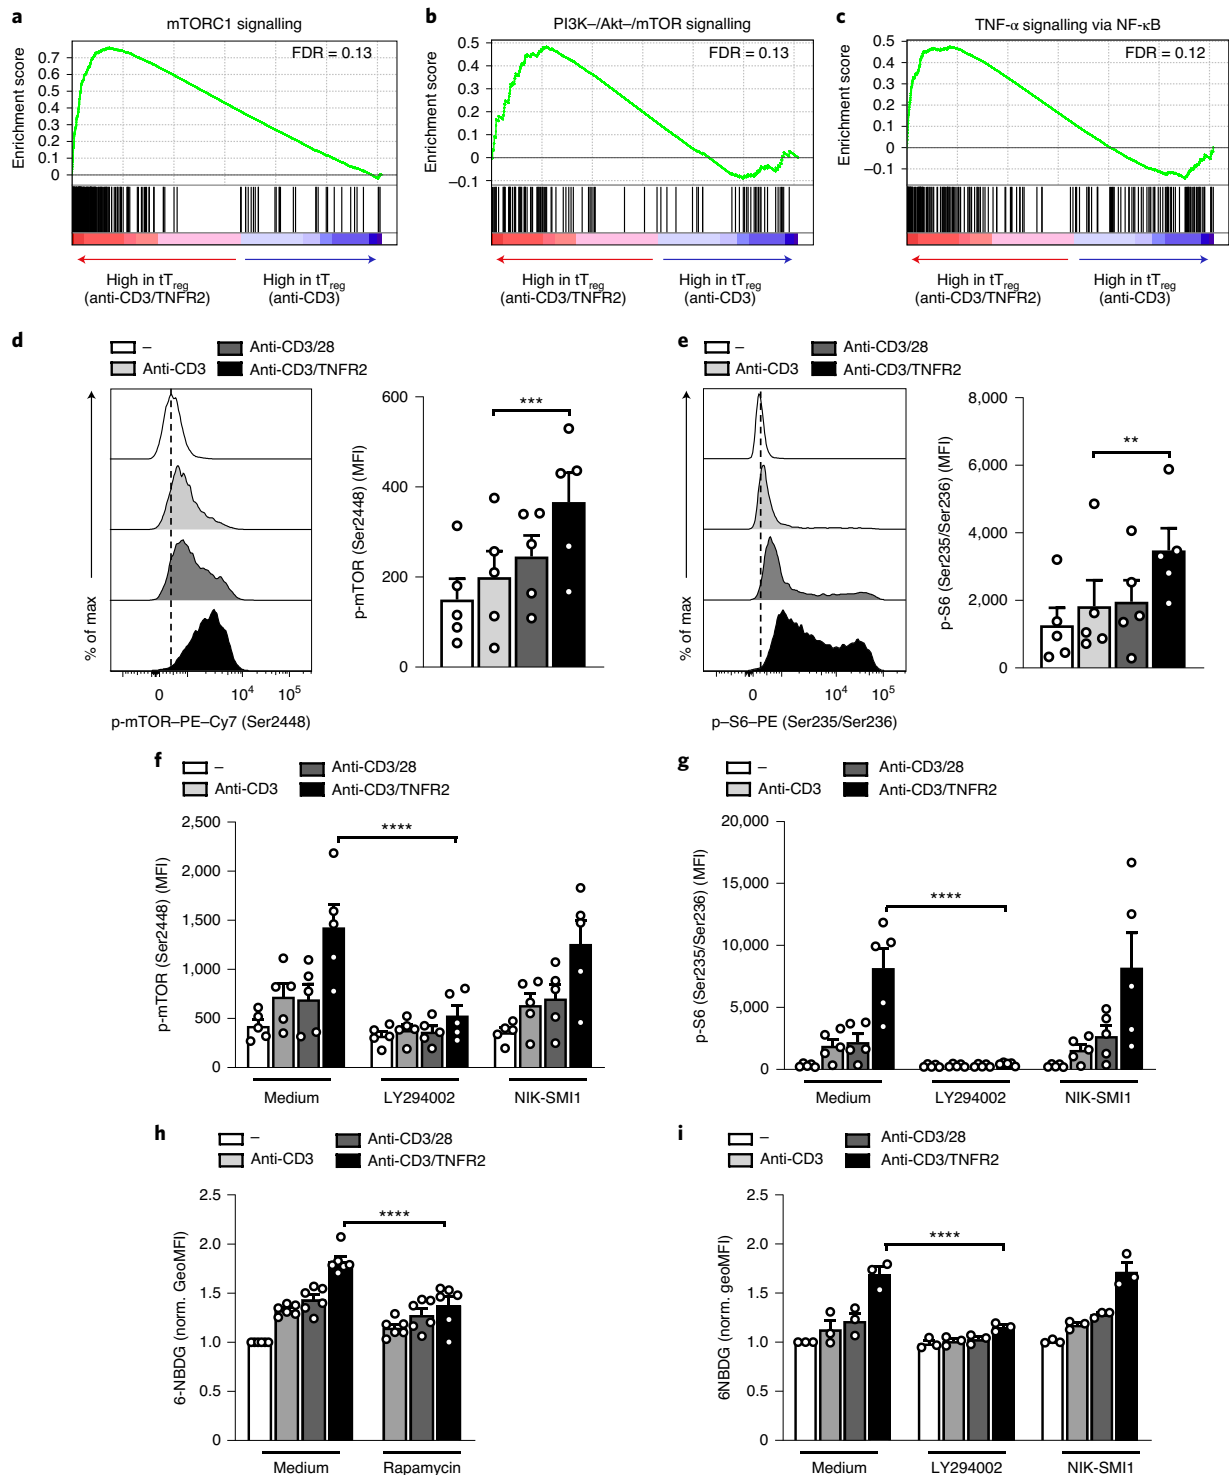 a
mTORC1 signalling
FDR = 0.13
Enrichment score
0.7
0.6
0.5
0.4
0.3
0.2
0.1
0
High in tTreg
(anti-CD3/TNFR2)
High in tTreg
(anti-CD3)
b
PI3K–/Akt–/mTOR signalling
FDR = 0.13
Enrichment score
0.5
0.4
0.3
0.2
0.1
0
–0.1
High in tTreg
(anti-CD3/TNFR2)
High in tTreg
(anti-CD3)
c
TNF-α signalling via NF-κB
FDR = 0.12
Enrichment score
0.5
0.4
0.3
0.2
0.1
0
–0.1
High in tTreg
(anti-CD3/TNFR2)
High in tTreg
(anti-CD3)
d
–
Anti-CD3/28
Anti-CD3
Anti-CD3/TNFR2
% of max
0
10⁴
10⁵
p-mTOR–PE–Cy7 (Ser2448)
p-mTOR (Ser2448) (MFI)
600
400
200
0
***
e
–
Anti-CD3/28
Anti-CD3
Anti-CD3/TNFR2
% of max
0
10⁴
10⁵
p–S6–PE (Ser235/Ser236)
p-S6 (Ser235/Ser236) (MFI)
8,000
6,000
4,000
2,000
0
**
f
–
Anti-CD3/28
Anti-CD3
Anti-CD3/TNFR2
p-mTOR (Ser2448) (MFI)
2,500
2,000
1,500
1,000
500
0
****
Medium
LY294002
NIK-SMI1
g
–
Anti-CD3/28
Anti-CD3
Anti-CD3/TNFR2
p-S6 (Ser235/Ser236) (MFI)
20,000
15,000
10,000
5,000
0
****
Medium
LY294002
NIK-SMI1
h
–
Anti-CD3/28
Anti-CD3
Anti-CD3/TNFR2
6-NBDG (norm. GeoMFI)
2.5
2.0
1.5
1.0
0.5
0
****
Medium
Rapamycin
i
–
Anti-CD3/28
Anti-CD3
Anti-CD3/TNFR2
6NBDG (norm. geoMFI)
2.5
2.0
1.5
1.0
0.5
0
****
Medium
LY294002
NIK-SMI1